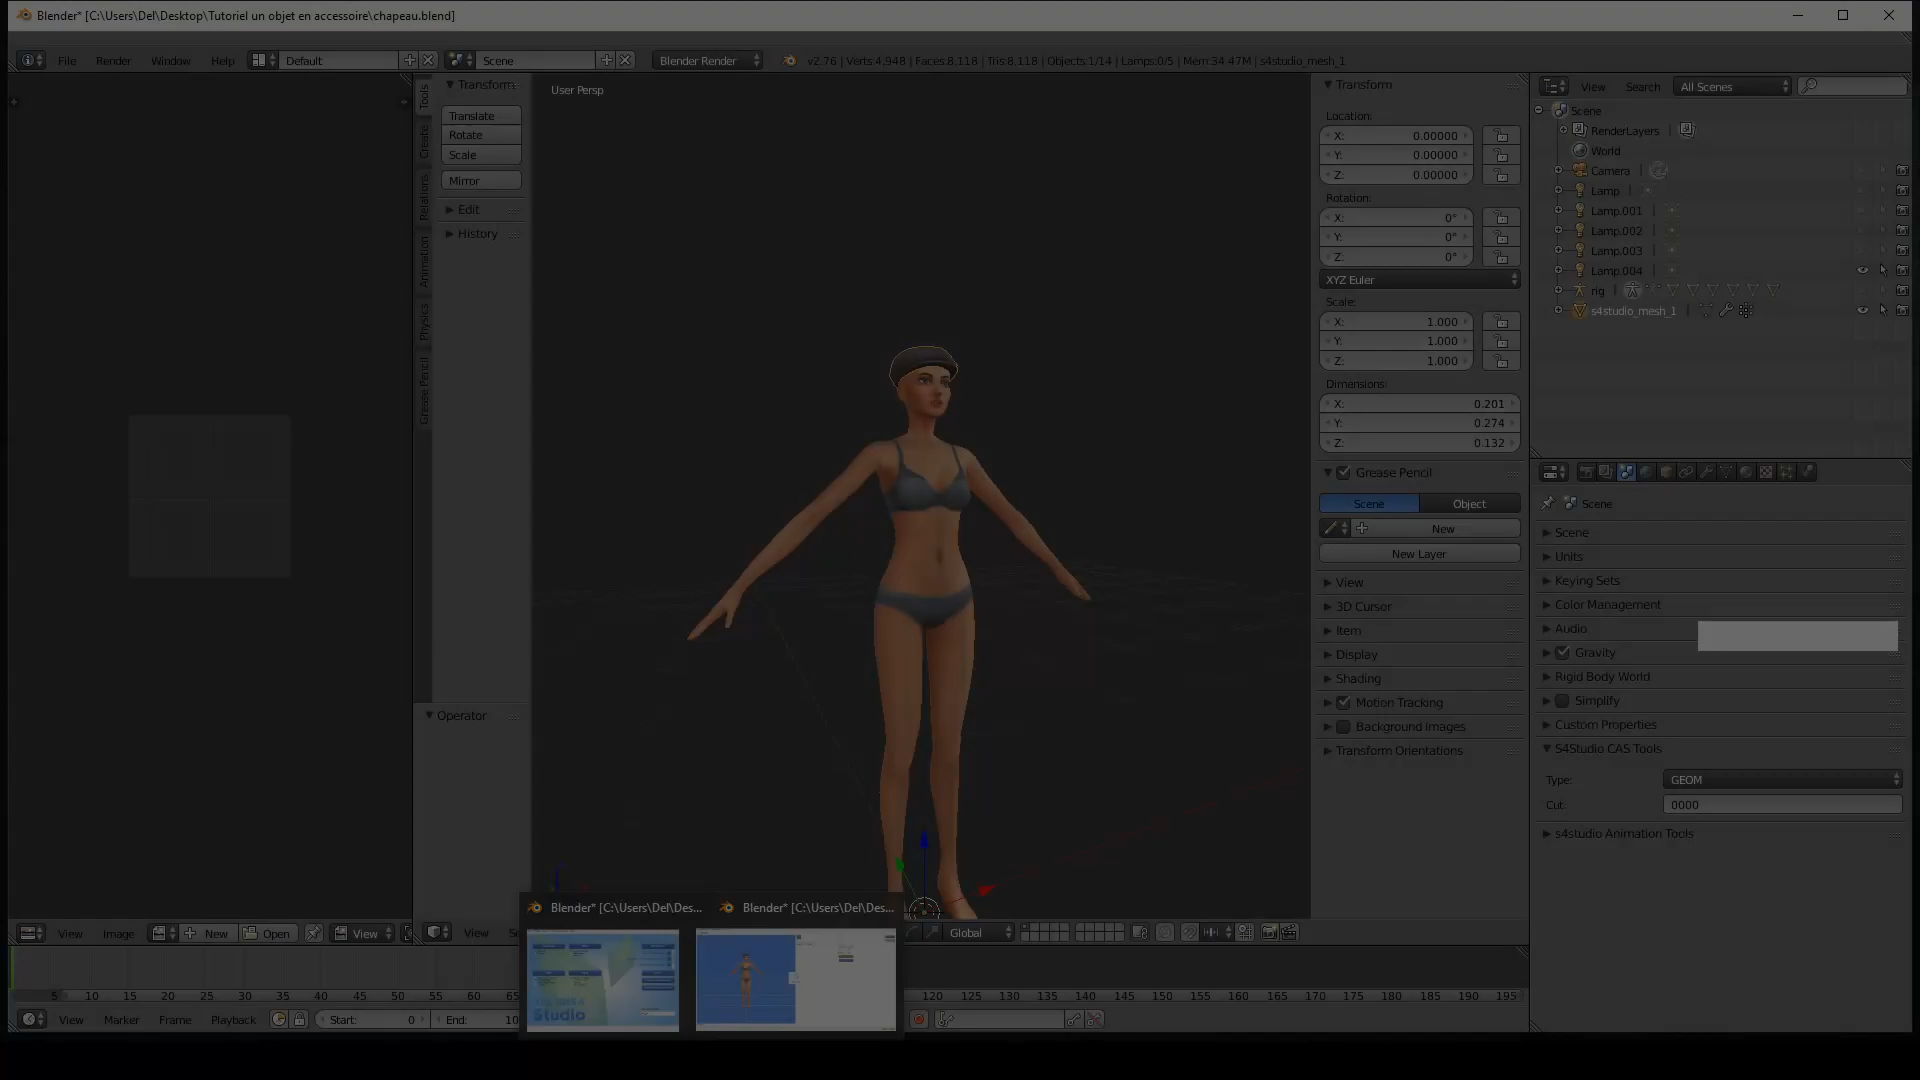 Blender* [C:\Users\Del\Desktop\Tutoriel un objet en accessoire\chapeau.blend]
File Render Window Help Default Scene Blender Render v2.76 | Verts:4,948 | Faces:8,118 | Tris:8,118 | Objects:1/14 | Lamps:0/5 | Mem:34.47M | s4studio_mesh_1
Tools
Create
Relations
Animation
Physics
Grease Pencil
Transform
Translate
Rotate
Scale
Mirror
Edit
History
Operator
User Persp
Transform
Location:
X: 0.00000
Y: 0.00000
Z: 0.00000
Rotation:
X: 0°
Y: 0°
Z: 0°
XYZ Euler
Scale:
X: 1.000
Y: 1.000
Z: 1.000
Dimensions:
X: 0.201
Y: 0.274
Z: 0.132
Grease Pencil
Scene Object
New
New Layer
View
3D Cursor
Item
Display
Shading
Motion Tracking
Background Images
Transform Orientations
View Search All Scenes
Scene
RenderLayers
World
Camera
Lamp
Lamp.001
Lamp.002
Lamp.003
Lamp.004
rig
s4studio_mesh_1
Scene
Scene
Units
Keying Sets
Color Management
Audio
Gravity
Rigid Body World
Simplify
Custom Properties
S4Studio CAS Tools
Type: GEOM
Cut: 0000
s4studio Animation Tools
Blender* [C:\Users\Del\Des... Blender* [C:\Users\Del\Des...
Studio
View Image New Open View View Global
5 10 15 20 25 30 35 40 45 50 55 60 65 120 125 130 135 140 145 150 155 160 165 170 175 180 185 190 195
View Marker Frame Playback Start: 0 End: 10